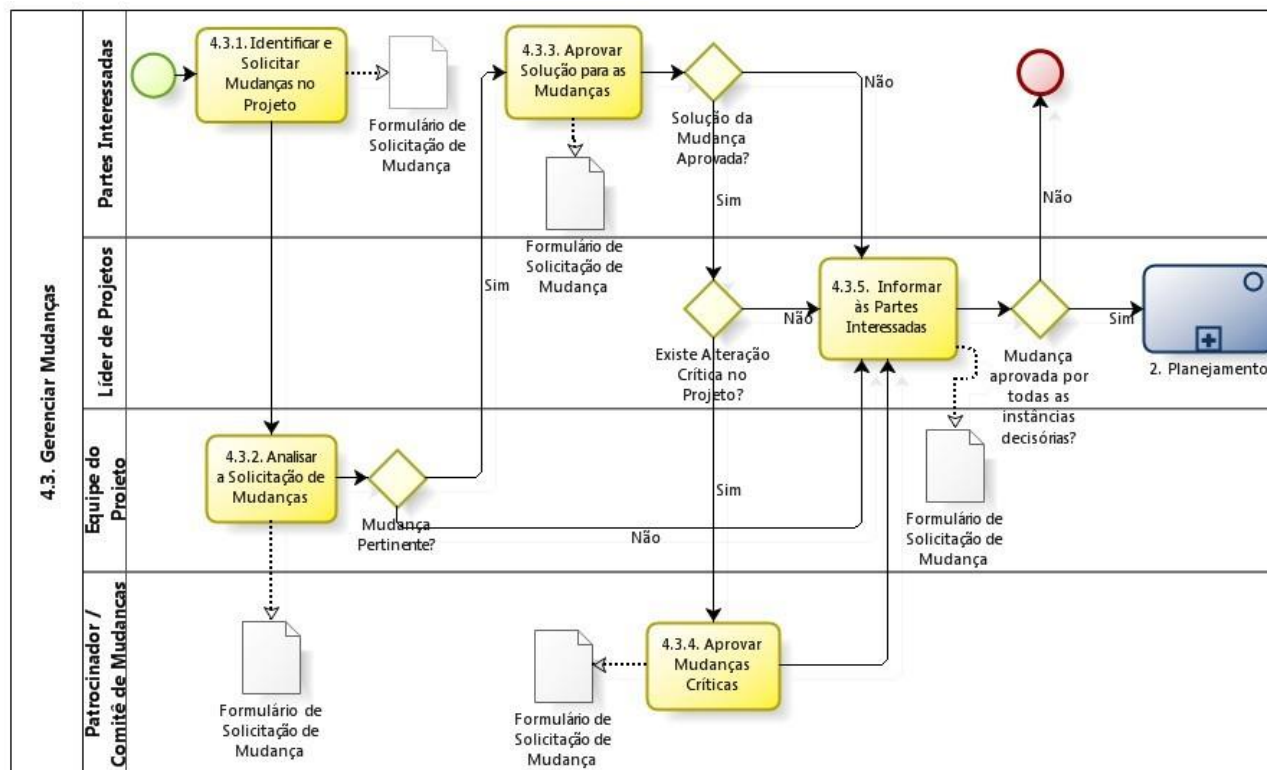 4.3. Gerenciar Mudanças
Partes Interessadas
4.3.1. Identificar e
Solicitar
Mudanças no
Projeto
Formulário de
Solicitação de
Mudança
4.3.3. Aprovar
Solução para as
Mudanças
Formulário de
Solicitação de
Mudança
Solução da
Mudança
Aprovada?
Não
Sim
Não
Líder de Projetos
Sim
Existe Alteração
Crítica no
Projeto?
Não
4.3.5. Informar
às Partes
Interessadas
Mudança
aprovada por
todas as
instâncias
decisórias?
Sim
2. Planejamento
Equipe do
Projeto
4.3.2. Analisar
a Solicitação de
Mudanças
Mudança
Pertinente?
Não
Sim
Formulário de
Solicitação de
Mudança
Patrocinador /
Comitê de Mudanças
Formulário de
Solicitação de
Mudança
Formulário de
Solicitação de
Mudança
4.3.4. Aprovar
Mudanças
Críticas